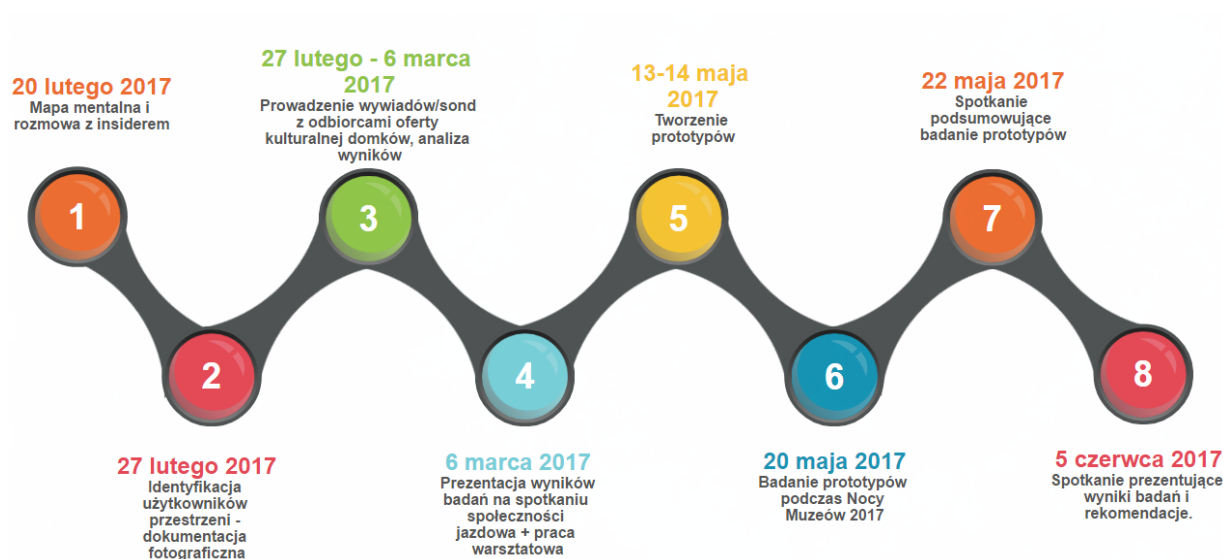 1
20 lutego 2017
Mapa mentalna i
rozmowa z insiderem
2
27 lutego 2017
Identyfikacja
użytkowników
przestrzeni -
dokumentacja
fotograficzna
3
27 lutego - 6 marca
2017
Prowadzenie wywiadów/sond
z odbiorcami oferty
kulturalnej domków, analiza
wyników
4
6 marca 2017
Prezentacja wyników
badań na spotkaniu
społeczności
jazdowa + praca
warsztatowa
5
13-14 maja
2017
Tworzenie
prototypów
6
20 maja 2017
Badanie prototypów
podczas Nocy
Muzeów 2017
7
22 maja 2017
Spotkanie
podsumowujące
badanie prototypów
8
5 czerwca 2017
Spotkanie prezentujące
wyniki badań i
rekomendacje.